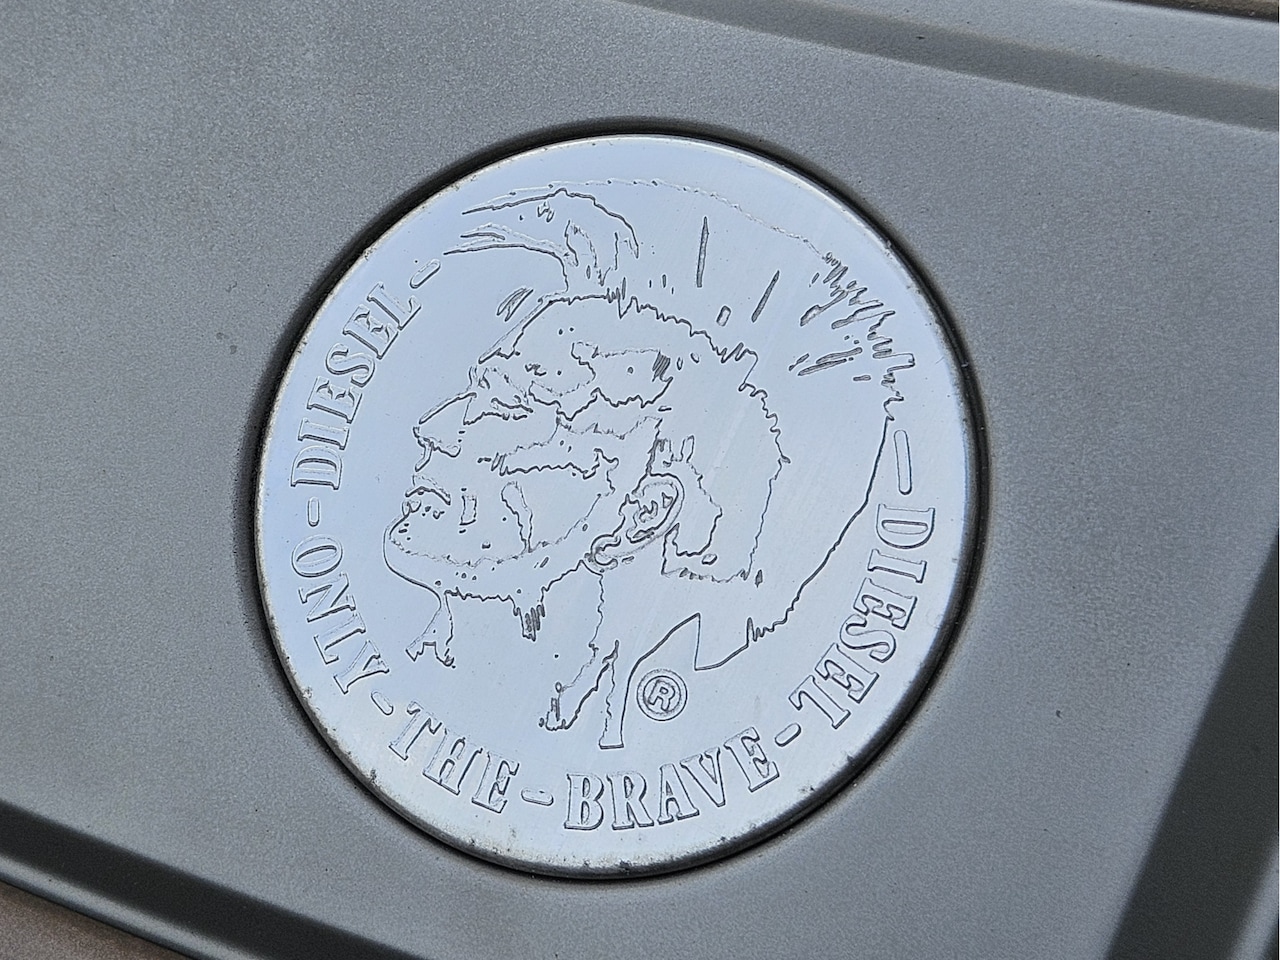 DIESEL - ONLY - THE - BRAVE - DIESEL
®